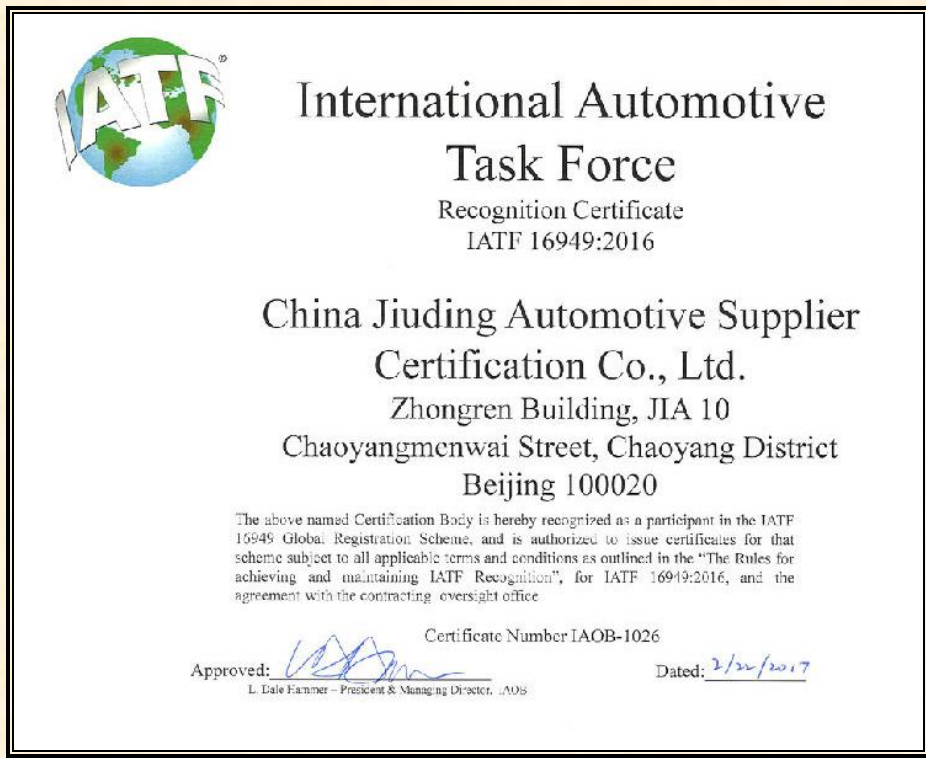 IATF®
International Automotive
Task Force
Recognition Certificate
IATF 16949:2016
China Jiuding Automotive Supplier
Certification Co., Ltd.
Zhongren Building, JIA 10
Chaoyangmenwai Street, Chaoyang District
Beijing 100020
The above named Certification Body is hereby recognized as a participant in the IATF
16949 Global Registration Scheme, and is authorized to issue certificates for that
scheme subject to all applicable terms and conditions as outlined in the “The Rules for
achieving and maintaining IATF Recognition”, for IATF 16949:2016, and the
agreement with the contracting oversight office
Certificate Number IAOB-1026
Approved:
Dated: 2/22/2017
L. Dale Hammer – President & Managing Director, IAOB